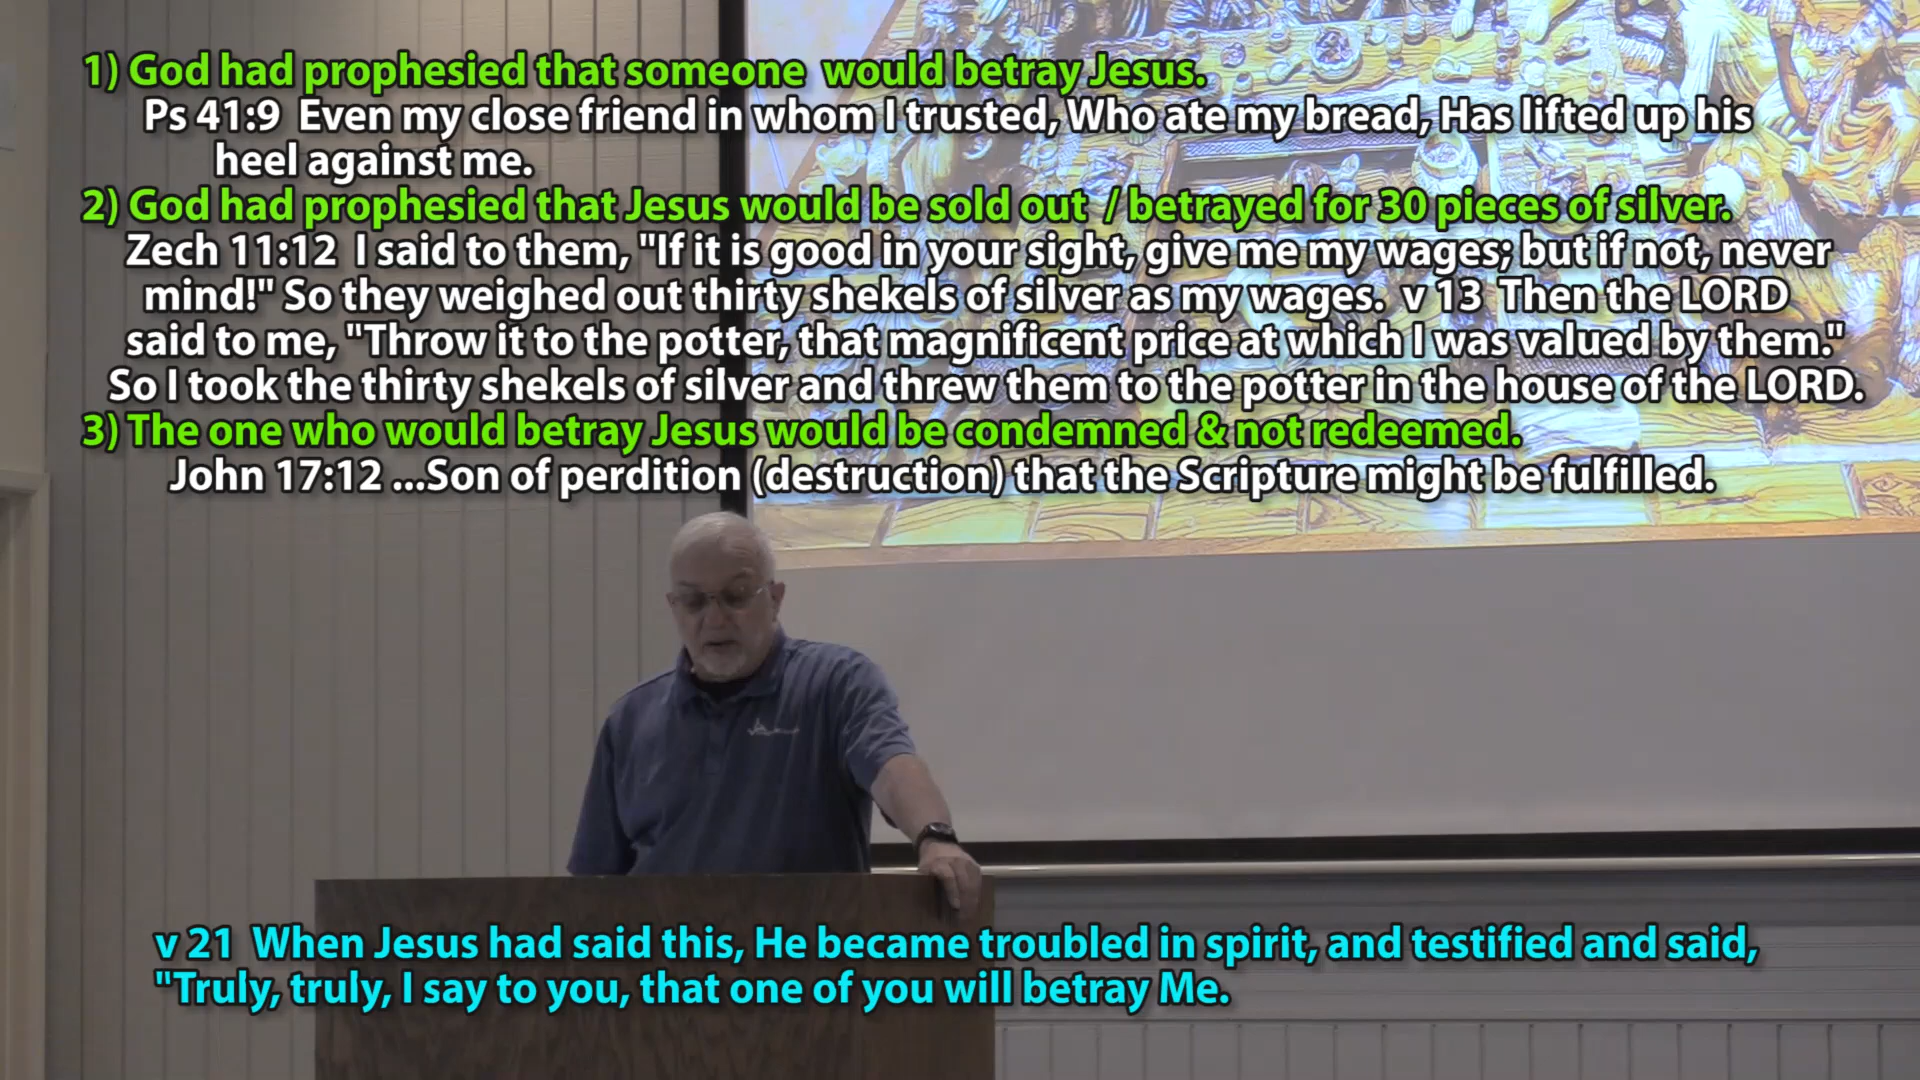 1) God had prophesied that someone would betray Jesus.
Ps 41:9 Even my close friend in whom I trusted, Who ate my bread, Has lifted up his
heel against me.
2) God had prophesied that Jesus would be sold out / betrayed for 30 pieces of silver.
Zech 11:12 I said to them, "If it is good in your sight, give me my wages; but if not, never
mind!" So they weighed out thirty shekels of silver as my wages. v 13 Then the LORD
said to me, "Throw it to the potter, that magnificent price at which I was valued by them."
So I took the thirty shekels of silver and threw them to the potter in the house of the LORD.
3) The one who would betray Jesus would be condemned & not redeemed.
John 17:12 ...Son of perdition (destruction) that the Scripture might be fulfilled.
v 21 When Jesus had said this, He became troubled in spirit, and testified and said,
"Truly, truly, I say to you, that one of you will betray Me.